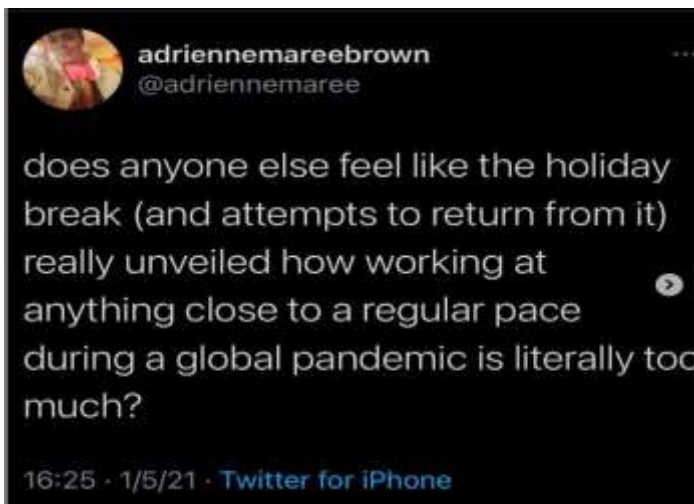 adriennemareebrown
@adriennemaree
does anyone else feel like the holiday
break (and attempts to return from it)
really unveiled how working at
anything close to a regular pace
during a global pandemic is literally too
much?
16:25 · 1/5/21 · Twitter for iPhone